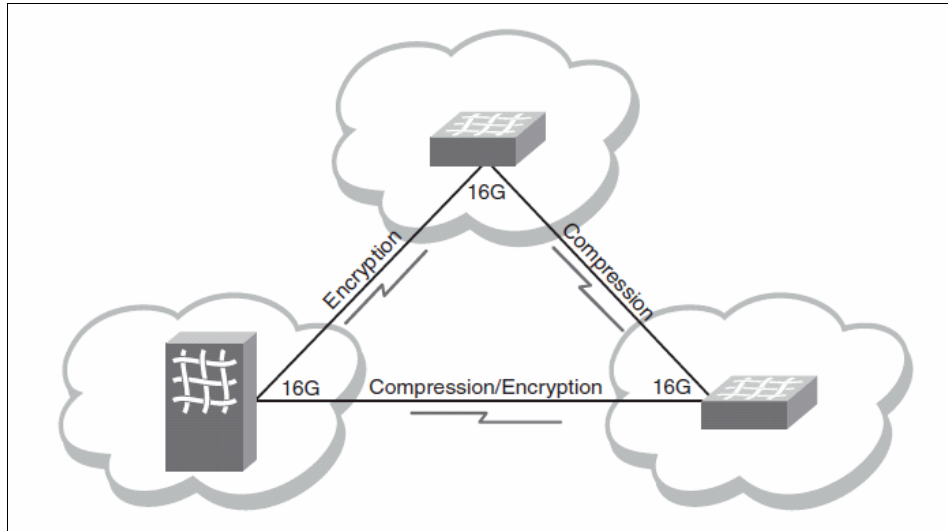 16G
Encryption
Compression
16G
Compression/Encryption
16G